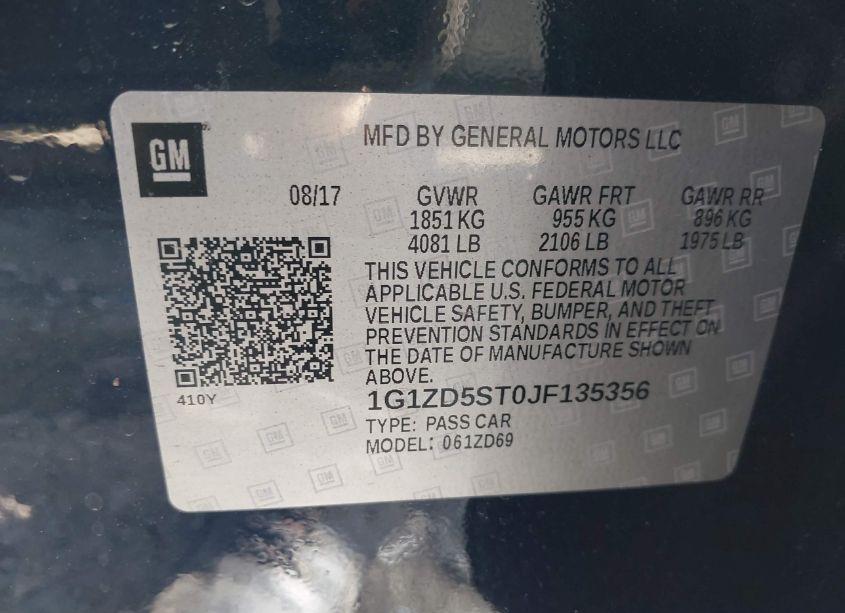 GM
MFD BY GENERAL MOTORS LLC
08/17 GVWR GAWR FRT GAWR RR
1851 KG 955 KG 896 KG
4081 LB 2106 LB 1975 LB
THIS VEHICLE CONFORMS TO ALL
APPLICABLE U.S. FEDERAL MOTOR
VEHICLE SAFETY, BUMPER, AND THEFT
PREVENTION STANDARDS IN EFFECT ON
THE DATE OF MANUFACTURE SHOWN
ABOVE.
410Y
1G1ZD5ST0JF135356
TYPE: PASS CAR
MODEL: 061ZD69